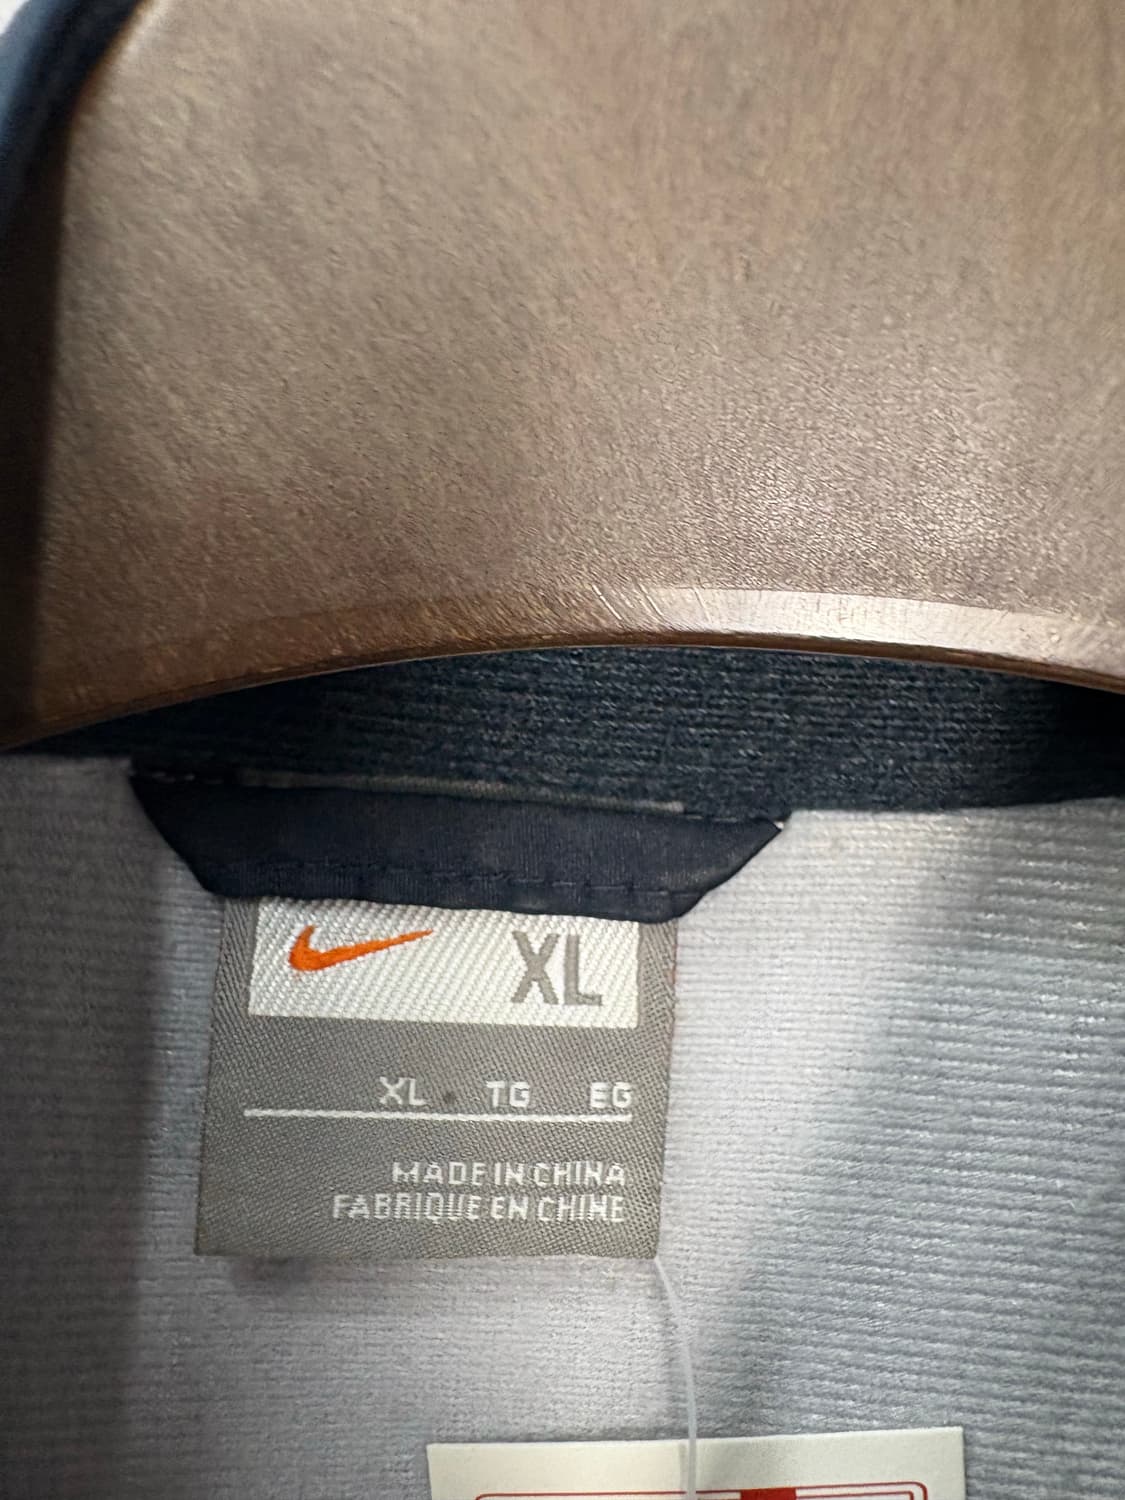 XL
XL TG EG
MADE IN CHINA
FABRIQUE EN CHINE